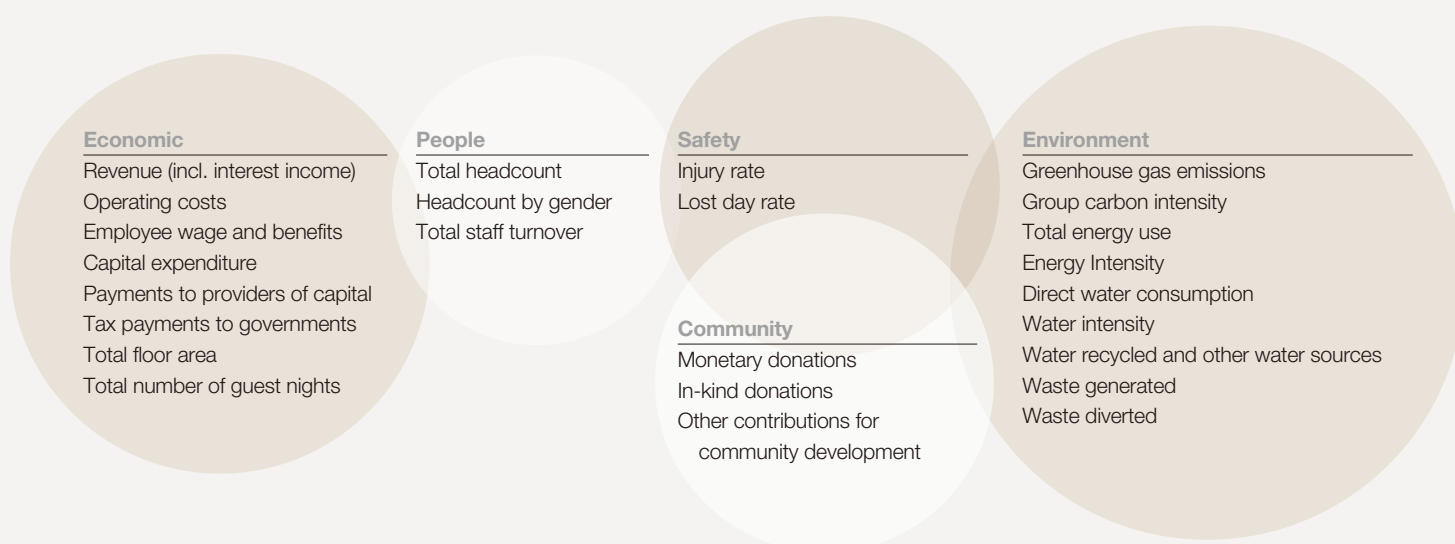 Economic
Revenue (incl. interest income)
Operating costs
Employee wage and benefits
Capital expenditure
Payments to providers of capital
Tax payments to governments
Total floor area
Total number of guest nights
People
Total headcount
Headcount by gender
Total staff turnover
Safety
Injury rate
Lost day rate
Community
Monetary donations
In-kind donations
Other contributions for
community development
Environment
Greenhouse gas emissions
Group carbon intensity
Total energy use
Energy Intensity
Direct water consumption
Water intensity
Water recycled and other water sources
Waste generated
Waste diverted